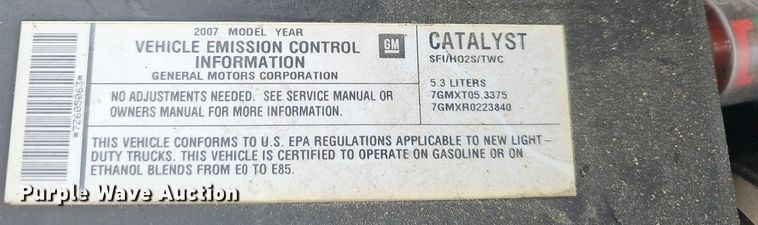 2007 MODEL YEAR
VEHICLE EMISSION CONTROL
INFORMATION
GENERAL MOTORS CORPORATION
GM
CATALYST
SFI/HO2S/TWC
5.3 LITERS
7GMXT05.3375
7GMXR0223840
NO ADJUSTMENTS NEEDED. SEE SERVICE MANUAL OR
OWNERS MANUAL FOR MORE INFORMATION.
THIS VEHICLE CONFORMS TO U.S. EPA REGULATIONS APPLICABLE TO NEW LIGHT-
DUTY TRUCKS. THIS VEHICLE IS CERTIFIED TO OPERATE ON GASOLINE OR ON
ETHANOL BLENDS FROM E0 TO E85.
*72605063*
Purple Wave Auction